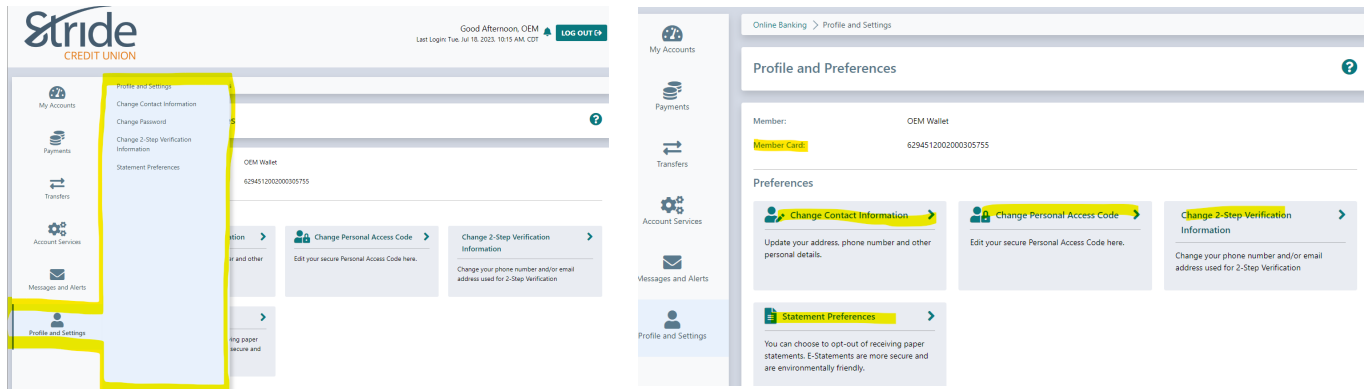 Stride
CREDIT UNION
Good Afternoon, OEM
LOG OUT
Last Login: Tue, Jul 18, 2023, 10:15 AM, CDT
My Accounts
Payments
Transfers
Account Services
Messages and Alerts
Profile and Settings
Profile and Settings
Change Contact Information
Change Password
Change 2-Step Verification
Information
Statement Preferences
OEM Wallet
6294512002000305755
Change Personal Access Code
Edit your secure Personal Access Code here.
Change 2-Step Verification
Information
Change your phone number and/or email
address used for 2-Step Verification
er and other
ing paper
secure and
My Accounts
Payments
Transfers
Account Services
Messages and Alerts
Profile and Settings
Online Banking > Profile and Settings
Profile and Preferences
?
Member: OEM Wallet
Member Card: 6294512002000305755
Preferences
Change Contact Information
Update your address, phone number and other
personal details.
Change Personal Access Code
Edit your secure Personal Access Code here.
Change 2-Step Verification
Information
Change your phone number and/or email
address used for 2-Step Verification
Statement Preferences
You can choose to opt-out of receiving paper
statements. E-Statements are more secure and
are environmentally friendly.